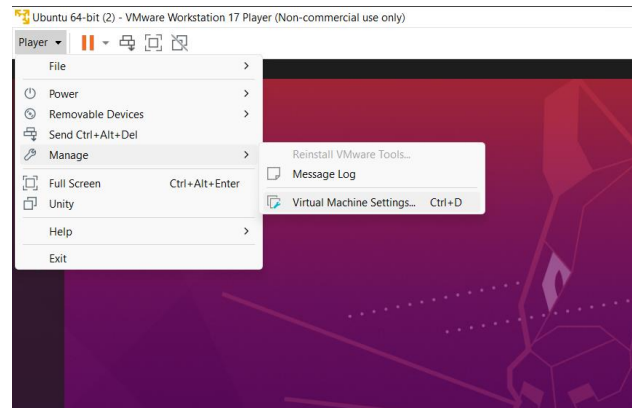 Ubuntu 64-bit (2) - VMware Workstation 17 Player (Non-commercial use only)
Player
File
Power
Removable Devices
Send Ctrl+Alt+Del
Manage
Reinstall VMware Tools...
Message Log
Full Screen Ctrl+Alt+Enter
Unity
Virtual Machine Settings... Ctrl+D
Help
Exit